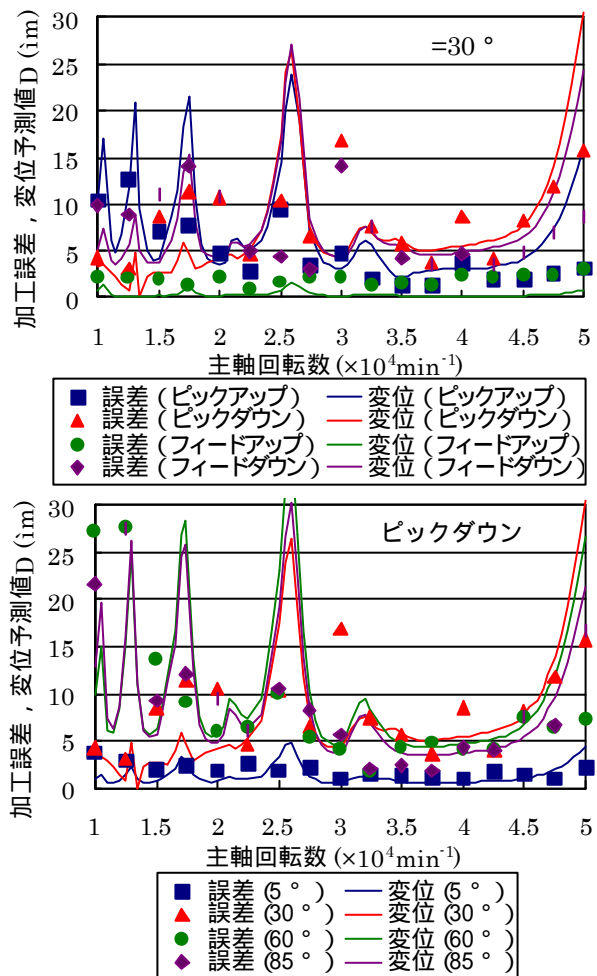 =30 °
30
25
20
15
10
5
0
加工誤差 , 変位予測値D (ìm)
1 1.5 2 2.5 3 3.5 4 4.5 5
主軸回転数 (×10⁴min⁻¹)
誤差 (ピックアップ) 変位 (ピックアップ)
誤差 (ピックダウン) 変位 (ピックダウン)
誤差 (フィードアップ) 変位 (フィードアップ)
誤差 (フィードダウン) 変位 (フィードダウン)
ピックダウン
30
25
20
15
10
5
0
加工誤差 , 変位予測値D (ìm)
1 1.5 2 2.5 3 3.5 4 4.5 5
主軸回転数 (×10⁴min⁻¹)
誤差 (5 °) 変位 (5 °)
誤差 (30 °) 変位 (30 °)
誤差 (60 °) 変位 (60 °)
誤差 (85 °) 変位 (85 °)